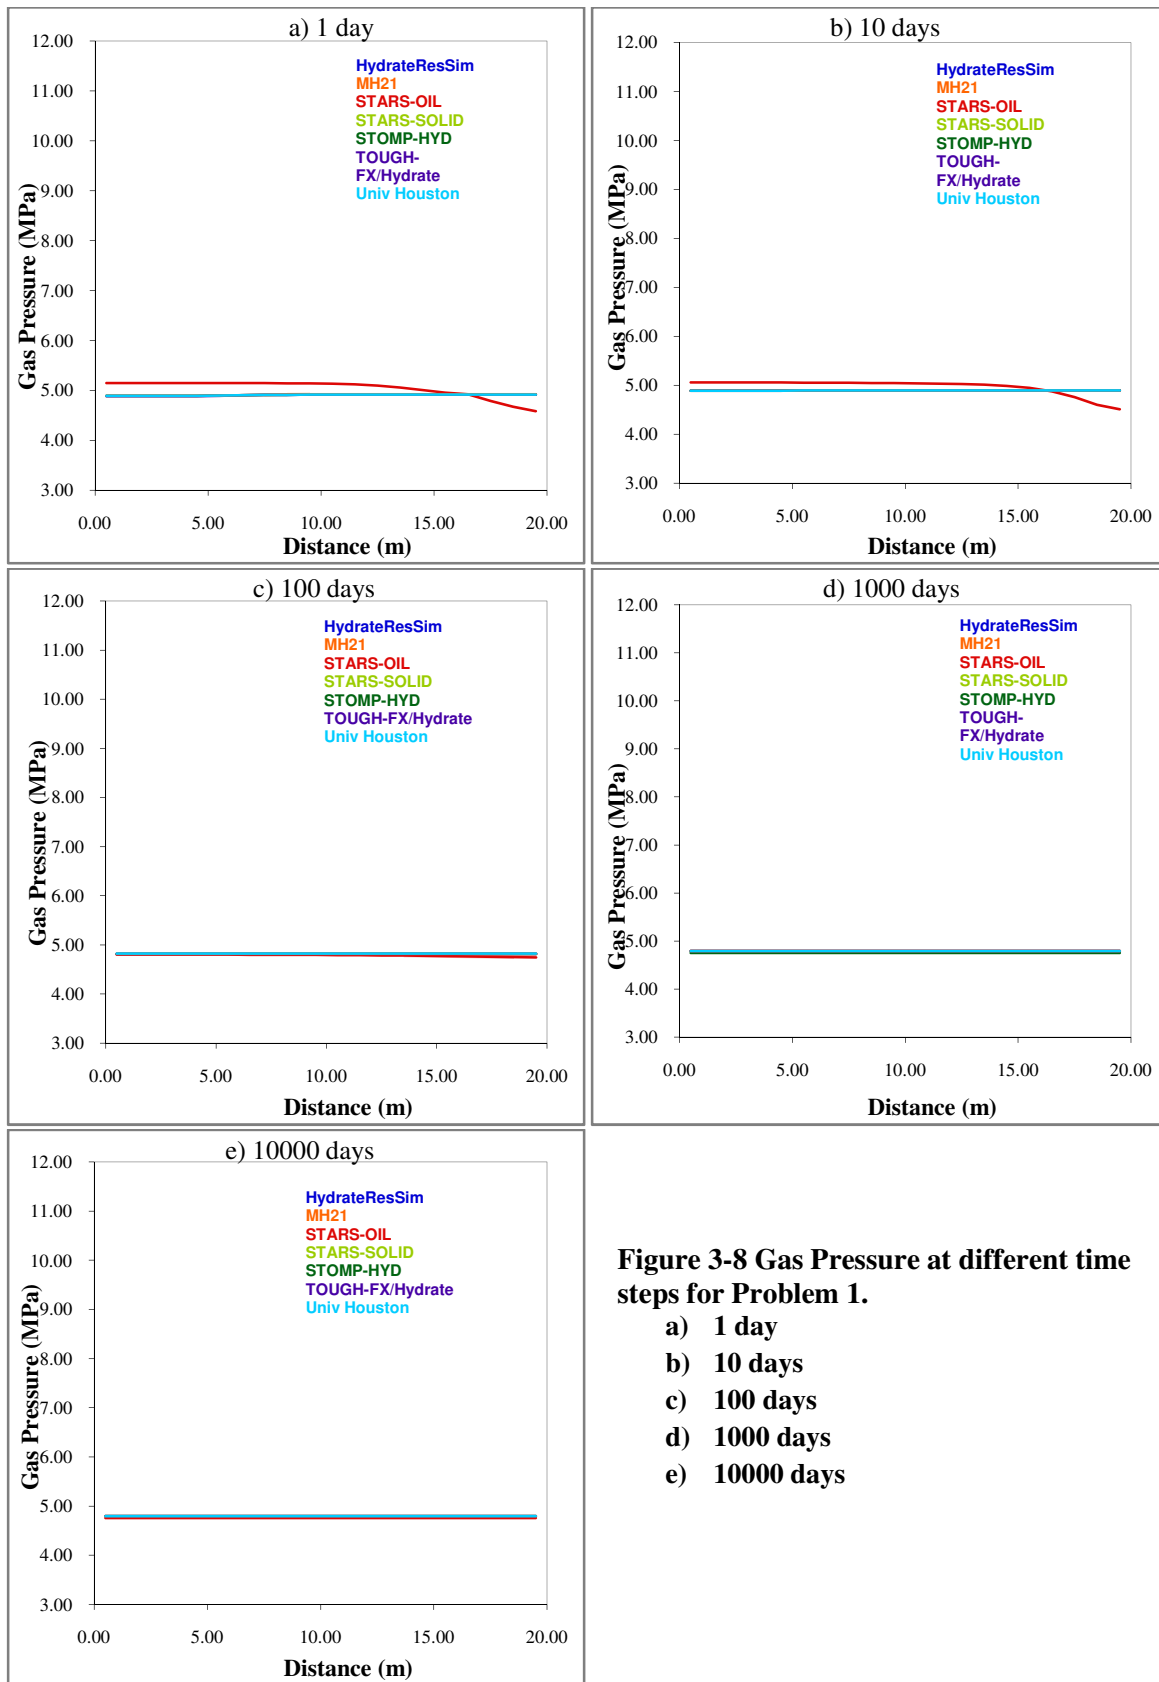 a) 1 day
12.00
11.00
10.00
9.00
8.00
7.00
6.00
5.00
4.00
3.00
Gas Pressure (MPa)
HydrateResSim
MH21
STARS-OIL
STARS-SOLID
STOMP-HYD
TOUGH-
FX/Hydrate
Univ Houston
0.00 5.00 10.00 15.00 20.00
Distance (m)
b) 10 days
12.00
11.00
10.00
9.00
8.00
7.00
6.00
5.00
4.00
3.00
Gas Pressure (MPa)
HydrateResSim
MH21
STARS-OIL
STARS-SOLID
STOMP-HYD
TOUGH-
FX/Hydrate
Univ Houston
0.00 5.00 10.00 15.00 20.00
Distance (m)
c) 100 days
12.00
11.00
10.00
9.00
8.00
7.00
6.00
5.00
4.00
3.00
Gas Pressure (MPa)
HydrateResSim
MH21
STARS-OIL
STARS-SOLID
STOMP-HYD
TOUGH-FX/Hydrate
Univ Houston
0.00 5.00 10.00 15.00 20.00
Distance (m)
d) 1000 days
12.00
11.00
10.00
9.00
8.00
7.00
6.00
5.00
4.00
3.00
Gas Pressure (MPa)
HydrateResSim
MH21
STARS-OIL
STARS-SOLID
STOMP-HYD
TOUGH-
FX/Hydrate
Univ Houston
0.00 5.00 10.00 15.00 20.00
Distance (m)
e) 10000 days
12.00
11.00
10.00
9.00
8.00
7.00
6.00
5.00
4.00
3.00
Gas Pressure (MPa)
HydrateResSim
MH21
STARS-OIL
STARS-SOLID
STOMP-HYD
TOUGH-FX/Hydrate
Univ Houston
0.00 5.00 10.00 15.00 20.00
Distance (m)
Figure 3-8 Gas Pressure at different time
steps for Problem 1.
a) 1 day
b) 10 days
c) 100 days
d) 1000 days
e) 10000 days